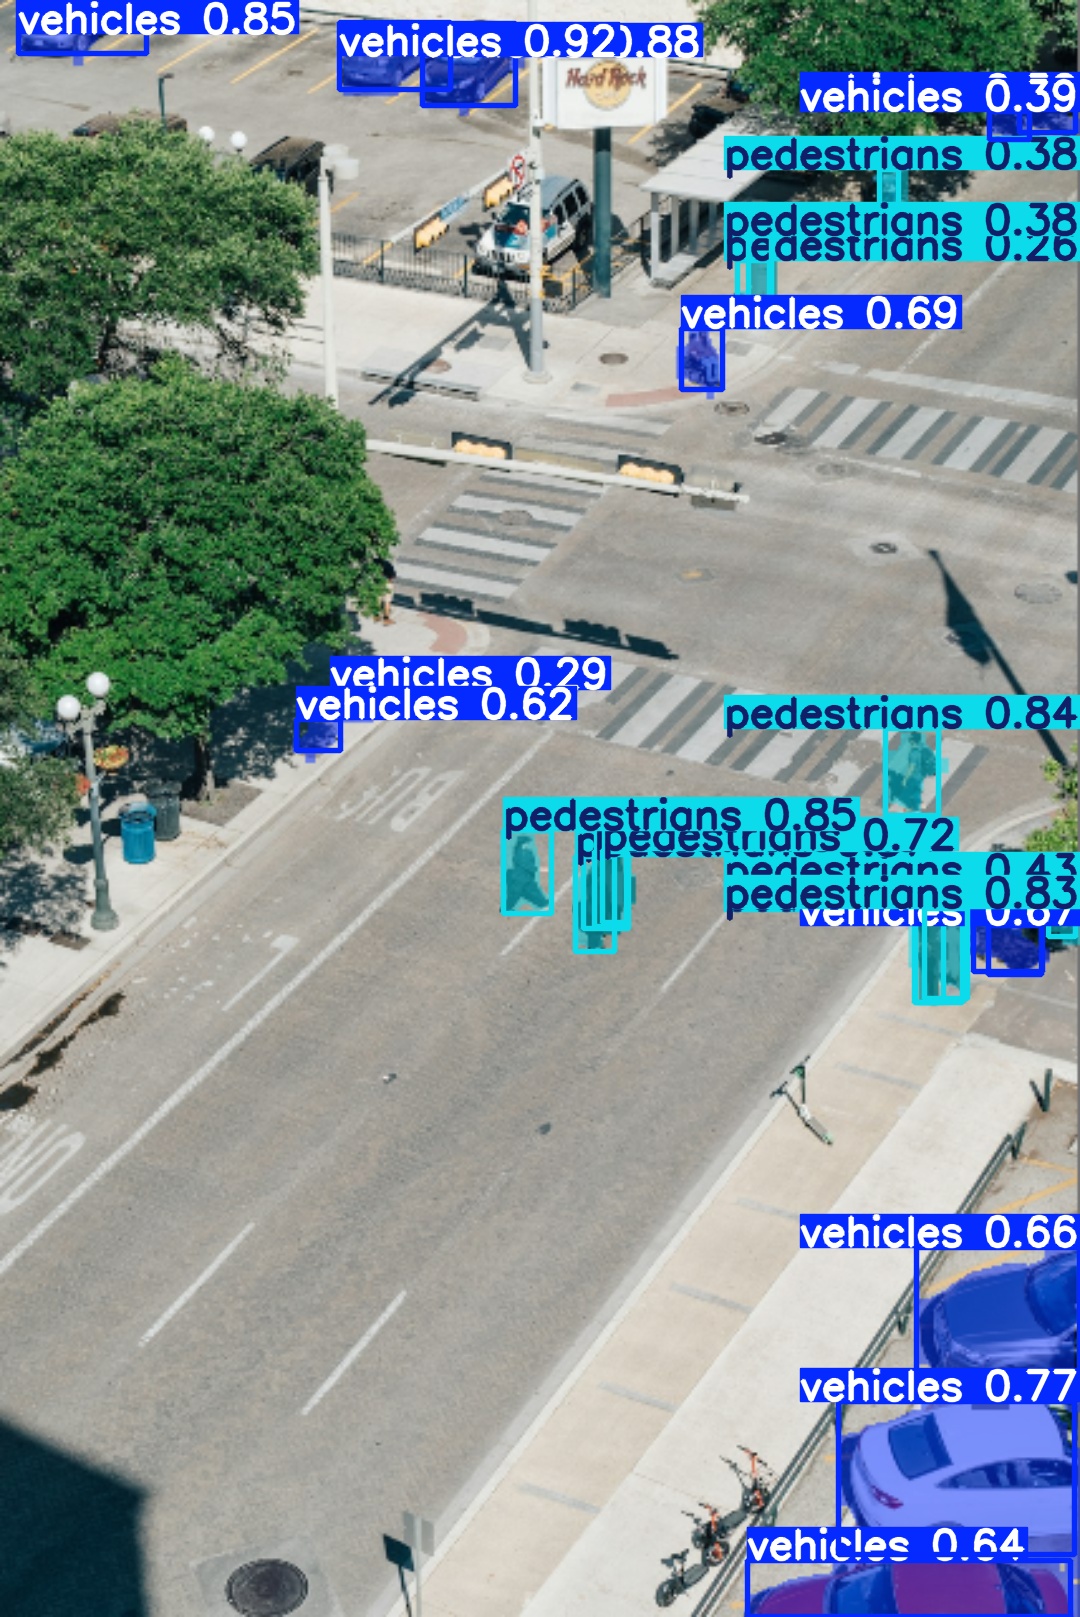 vehicles 0.85
vehicles 0.92).88
Hard Rock
vehicles 0.39
pedestrians 0.38
pedestrians 0.38
pedestrians 0.26
vehicles 0.69
vehicles 0.29
vehicles 0.62
pedestrians 0.84
BUS
pedestrians 0.85
pedestrians 0.72
pedestrians 0.43
pedestrians 0.83
vehicles 0.67
vehicles 0.66
vehicles 0.77
vehicles 0.64